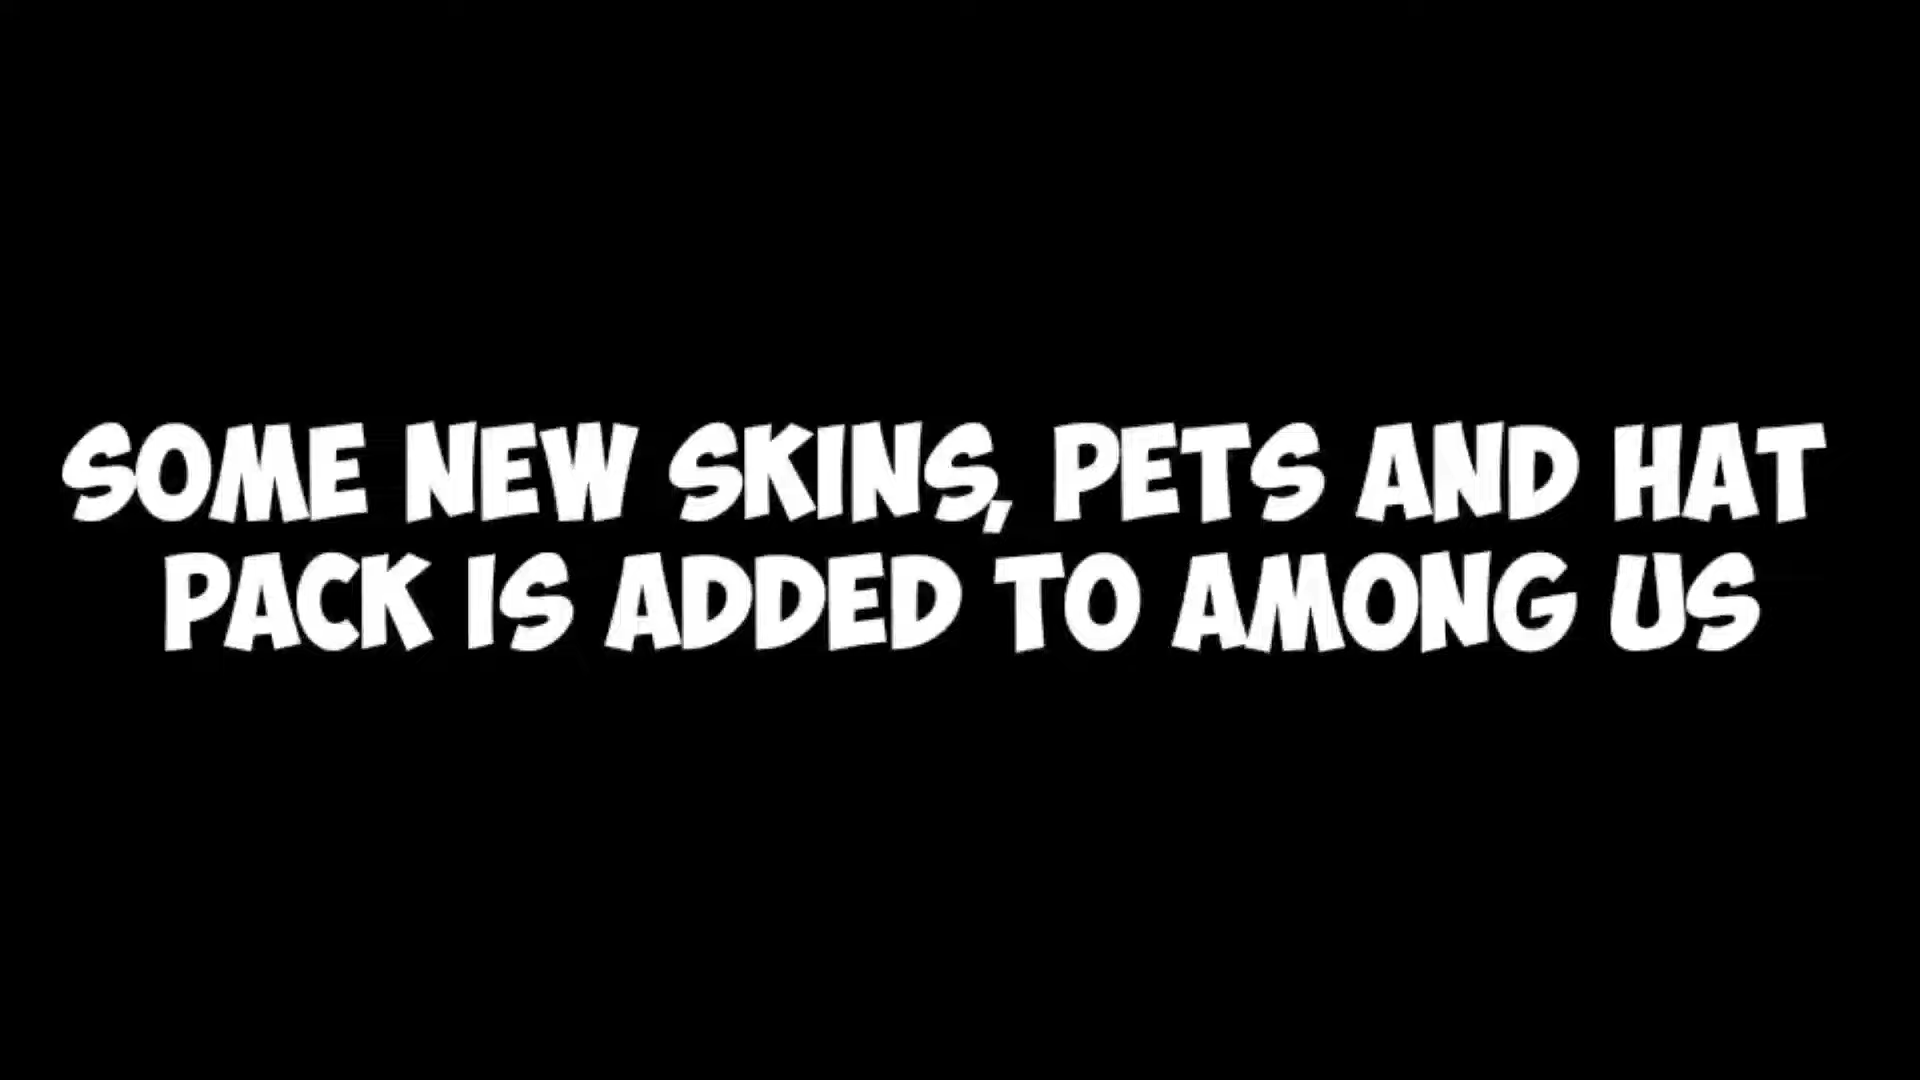 SOME NEW SKINS, PETS AND HAT
PACK IS ADDED TO AMONG US